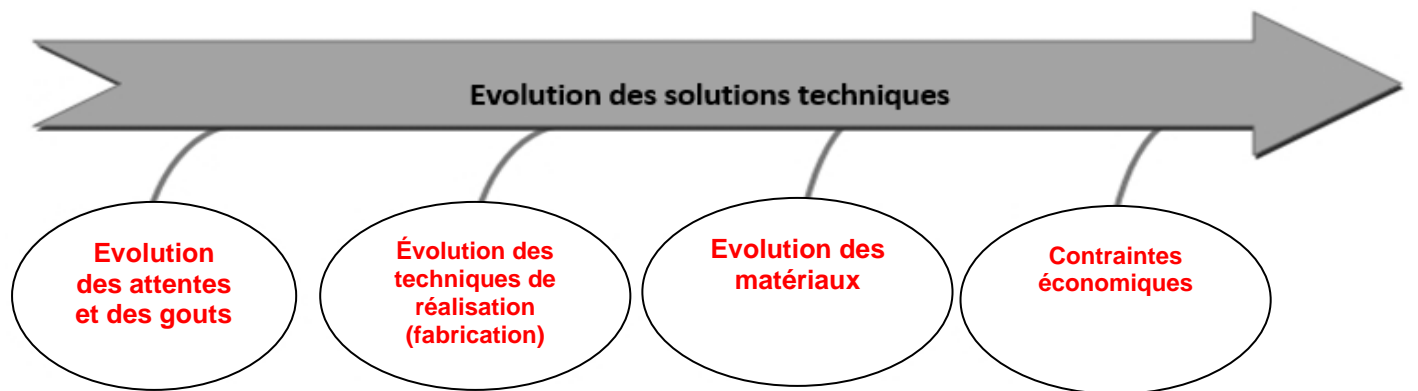 Evolution des solutions techniques
Evolution
des attentes
et des gouts
Évolution des
techniques de
réalisation
(fabrication)
Evolution des
matériaux
Contraintes
économiques